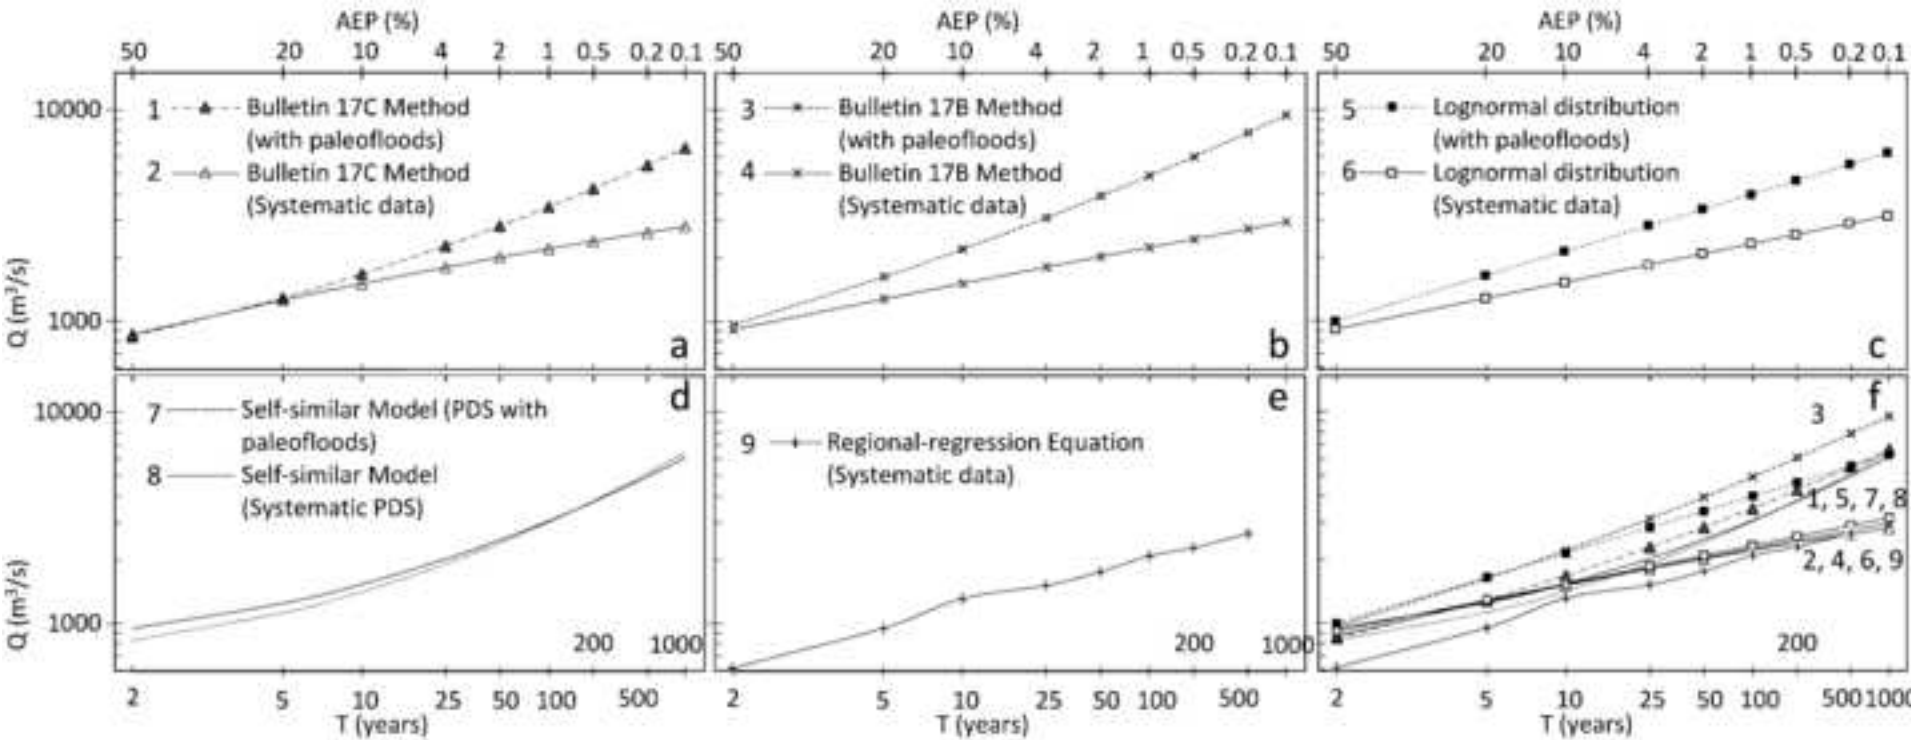 AEP (%)
50 20 10 4 2 1 0.5 0.2 0.1
10000
1000
Q (m³/s)
1 Bulletin 17C Method
(with paleofloods)
2 Bulletin 17C Method
(Systematic data)
a
AEP (%)
50 20 10 4 2 1 0.5 0.2 0.1
3 Bulletin 17B Method
(with paleofloods)
4 Bulletin 17B Method
(Systematic data)
b
AEP (%)
50 20 10 4 2 1 0.5 0.2 0.1
5 Lognormal distribution
(with paleofloods)
6 Lognormal distribution
(Systematic data)
c
10000
1000
Q (m³/s)
d
7 Self-similar Model (PDS with
paleofloods)
8 Self-similar Model
(Systematic PDS)
200 1000
2 5 10 25 50 100 500
T (years)
e
9 Regional-regression Equation
(Systematic data)
200 1000
2 5 10 25 50 100 500
T (years)
f
3
1, 5, 7, 8
2, 4, 6, 9
200
2 5 10 25 50 100 500 1000
T (years)